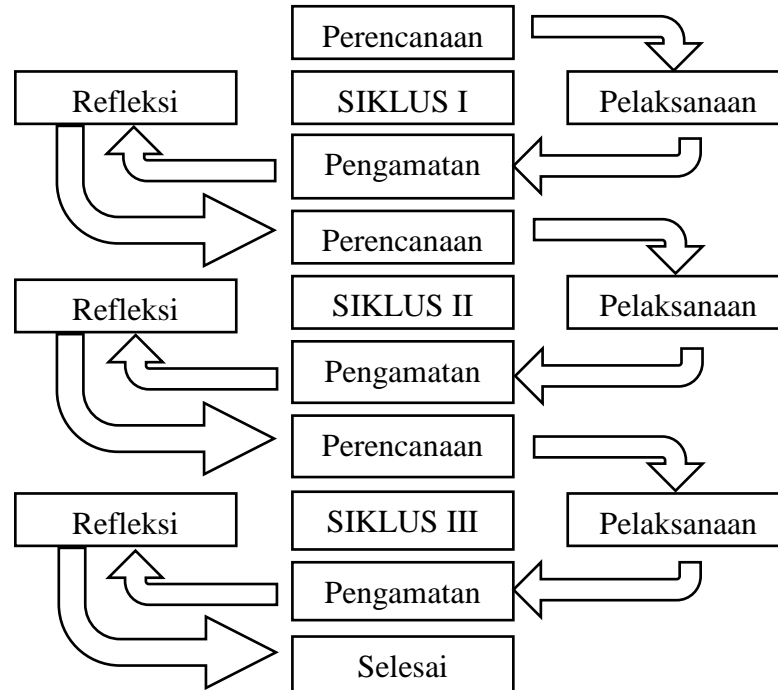 Perencanaan
Refleksi
SIKLUS I
Pelaksanaan
Pengamatan
Perencanaan
Refleksi
SIKLUS II
Pelaksanaan
Pengamatan
Perencanaan
Refleksi
SIKLUS III
Pelaksanaan
Pengamatan
Selesai